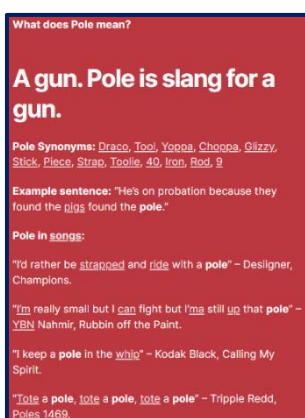 What does Pole mean?
A gun. Pole is slang for a
gun.
Pole Synonyms: Draco, Tool, Yoppa, Choppa, Glizzy,
Stick, Piece, Strap, Toolie, 40, Iron, Rod, 9
Example sentence: "He's on probation because they
found the pigs found the pole."
Pole in songs:
"I'd rather be strapped and ride with a pole" – Desiigner,
Champions.
"I'm really small but I can fight but I'ma still up that pole" –
YBN Nahmir, Rubbin off the Paint.
"I keep a pole in the whip" – Kodak Black, Calling My
Spirit.
"Tote a pole, tote a pole, tote a pole" – Tripple Redd,
Poles 1469.